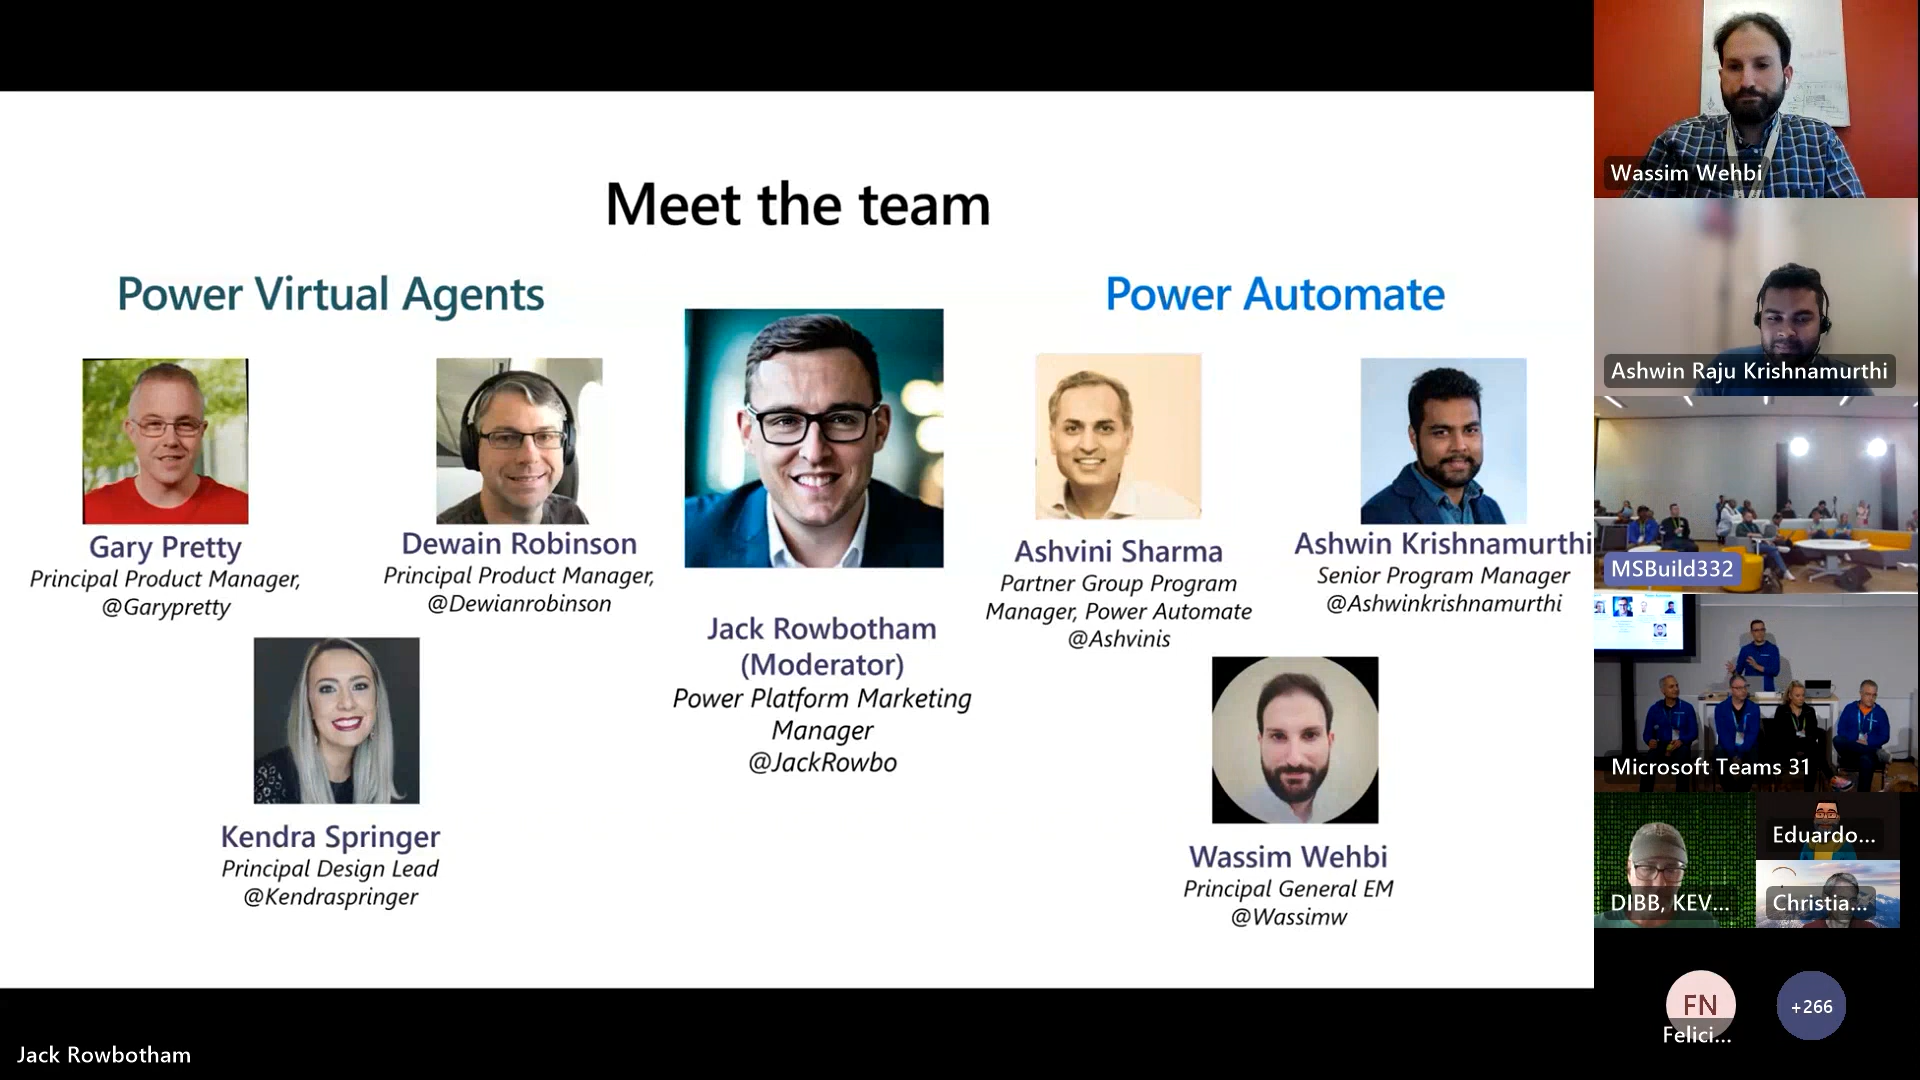 Meet the team
Power Virtual Agents
Power Automate
Gary Pretty
Principal Product Manager,
@Garypretty
Dewain Robinson
Principal Product Manager,
@Dewianrobinson
Kendra Springer
Principal Design Lead
@Kendraspringer
Jack Rowbotham
(Moderator)
Power Platform Marketing
Manager
@JackRowbo
Ashvini Sharma
Partner Group Program
Manager, Power Automate
@Ashvinis
Ashwin Krishnamurthi
Senior Program Manager
@Ashwinkrishnamurthi
Wassim Wehbi
Principal General EM
@Wassimw
Wassim Wehbi
Ashwin Raju Krishnamurthi
MSBuild332
Microsoft Teams 31
DIBB, KEV...
Eduardo...
Christia...
FN
Felici...
+266
Jack Rowbotham